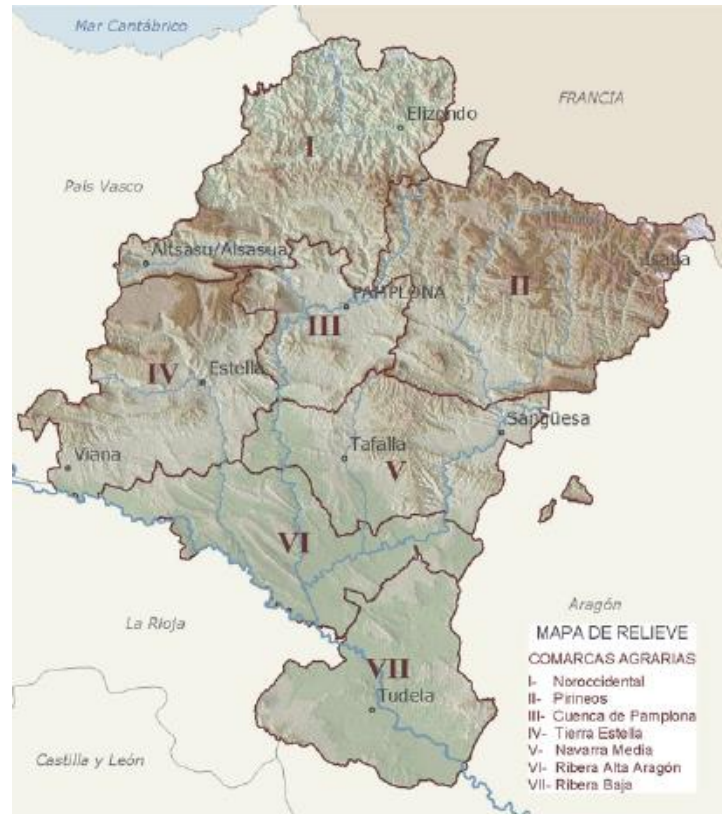 Mar Cantábrico
FRANCIA
Elizondo
I
País Vasco
Altsasu/Alsasua
Isaba
II
PAMPLONA
III
IV
Estella
Sangüesa
Viana
Tafalla
V
VI
La Rioja
Aragón
MAPA DE RELIEVE
COMARCAS AGRARIAS
I- Noroccidental
II- Pirineos
III- Cuenca de Pamplona
IV- Tierra Estella
V- Navarra Media
VI- Ribera Alta Aragón
VII- Ribera Baja
VII
Tudela
Castilla y León